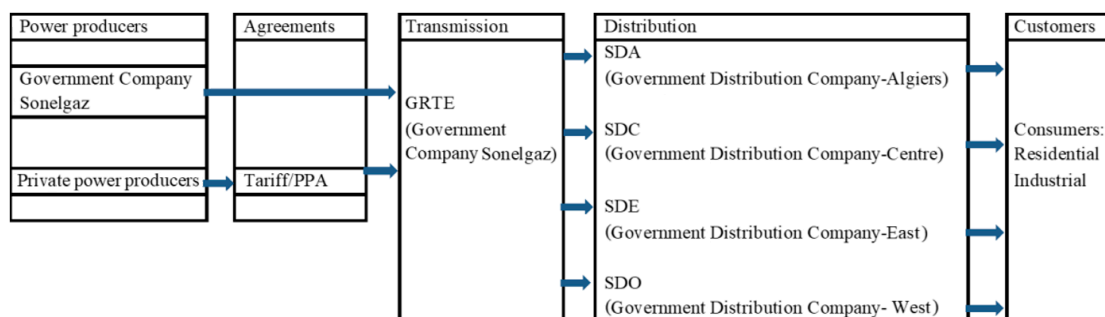 Power producers
Government Company
Sonelgaz
Private power producers
Agreements
Tariff/PPA
Transmission
GRTE
(Government
Company Sonelgaz)
Distribution
SDA
(Government Distribution Company-Algiers)
SDC
(Government Distribution Company-Centre)
SDE
(Government Distribution Company-East)
SDO
(Government Distribution Company- West)
Customers
Consumers:
Residential
Industrial